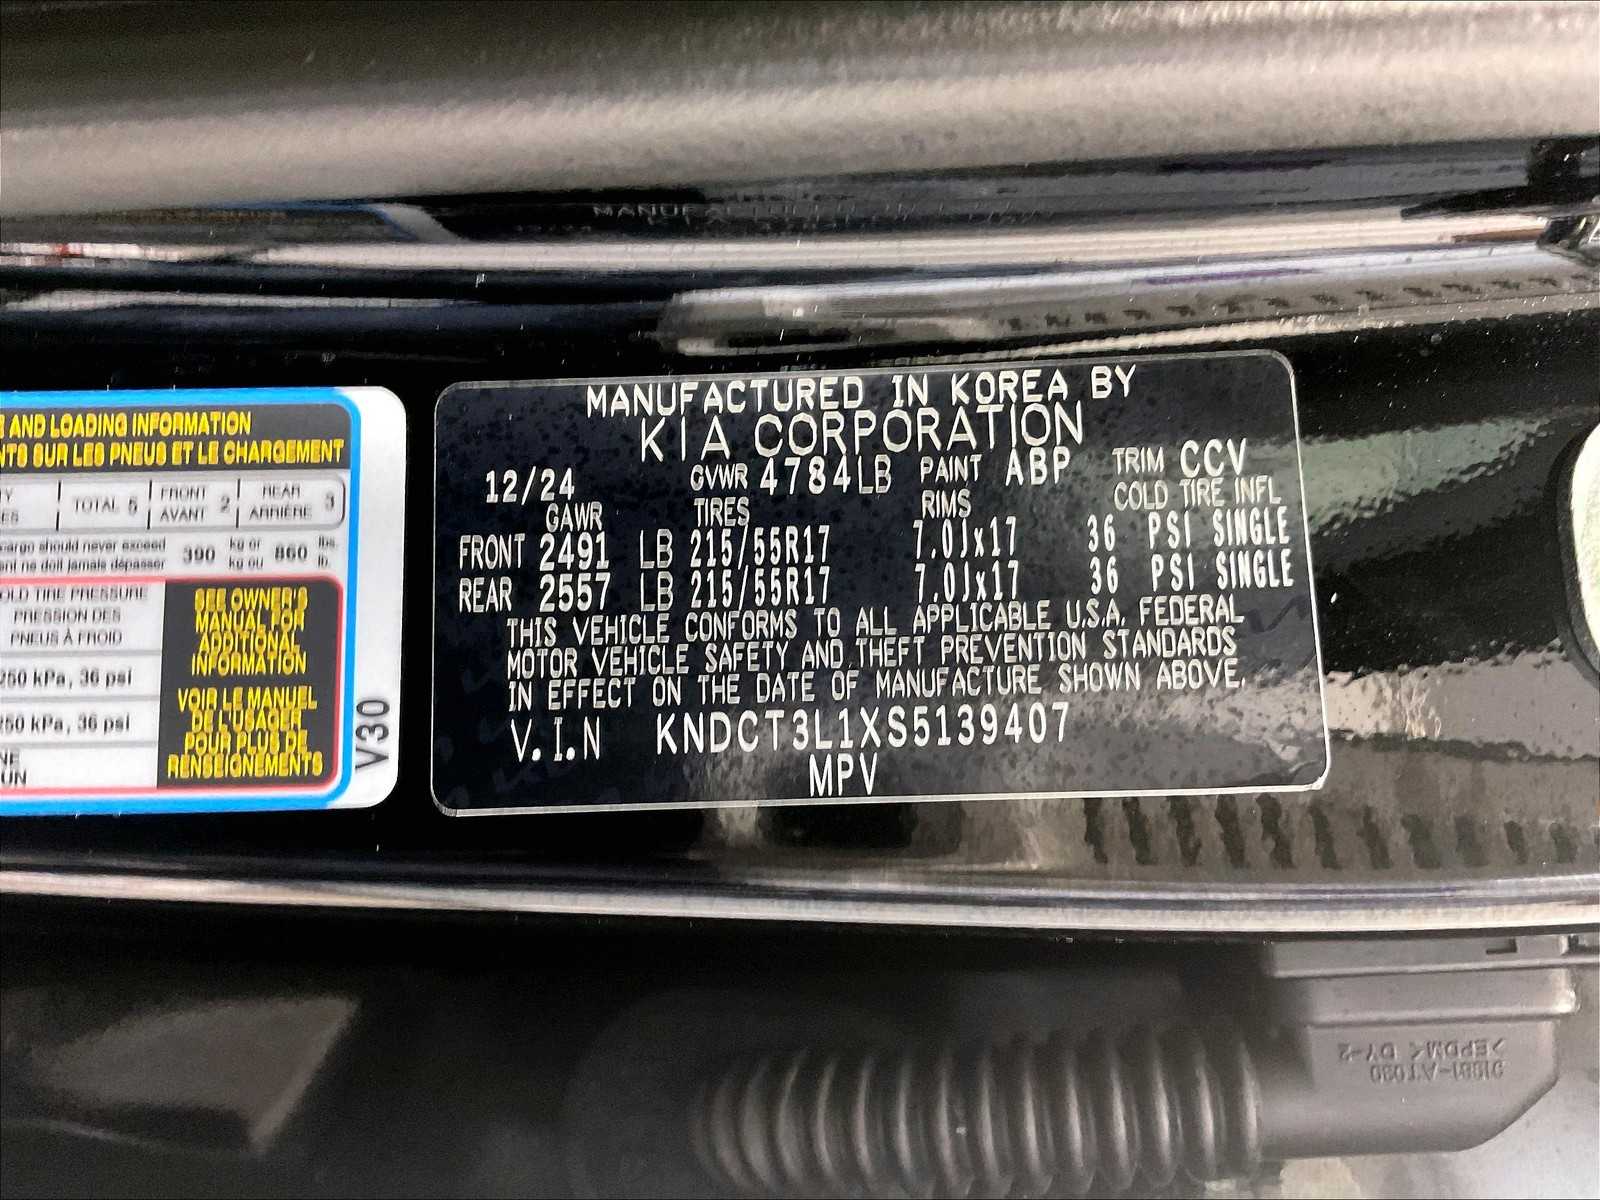 AND LOADING INFORMATION
NTS SUR LES PNEUS ET LE CHARGEMENT
TOTAL 5
FRONT
AVANT
2
REAR
ARRIÈRE
3
cargo should never exceed
ent ne doit jamais dépasser
390
kg or
kg ou
860
lbs.
lb.
OLD TIRE PRESSURE
PRESSION DES
PNEUS À FROID
250 kPa, 36 psi
250 kPa, 36 psi
SEE OWNER'S
MANUAL FOR
ADDITIONAL
INFORMATION
VOIR LE MANUEL
DE L'USAGER
POUR PLUS DE
RENSEIGNEMENTS
V30
MANUFACTURED IN KOREA BY
KIA CORPORATION
12/24 GVWR 4784LB PAINT ABP TRIM CCV
GAWR TIRES RIMS COLD TIRE INFL
FRONT 2491 LB 215/55R17 7.0Jx17 36 PSI SINGLE
REAR 2557 LB 215/55R17 7.0Jx17 36 PSI SINGLE
THIS VEHICLE CONFORMS TO ALL APPLICABLE U.S.A. FEDERAL
MOTOR VEHICLE SAFETY AND THEFT PREVENTION STANDARDS
IN EFFECT ON THE DATE OF MANUFACTURE SHOWN ABOVE.
V.I.N KNDCT3L1XS5139407
MPV
>EPDM< DY-2